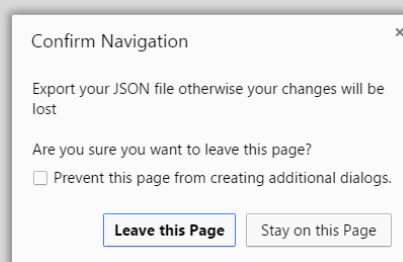 Confirm Navigation
Export your JSON file otherwise your changes will be
lost
Are you sure you want to leave this page?
Prevent this page from creating additional dialogs.
Leave this Page
Stay on this Page